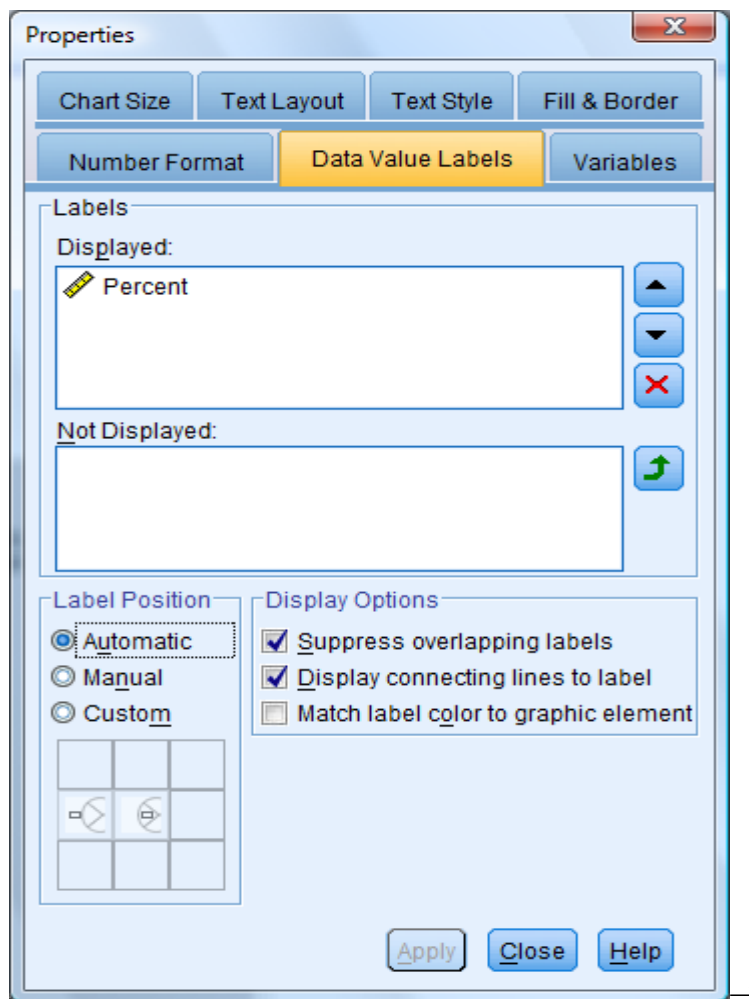 Properties
Chart Size Text Layout Text Style Fill & Border
Number Format Data Value Labels Variables
Labels
Displayed:
Percent
Not Displayed:
Label Position Display Options
Automatic Suppress overlapping labels
Manual Display connecting lines to label
Custom Match label color to graphic element
Apply Close Help